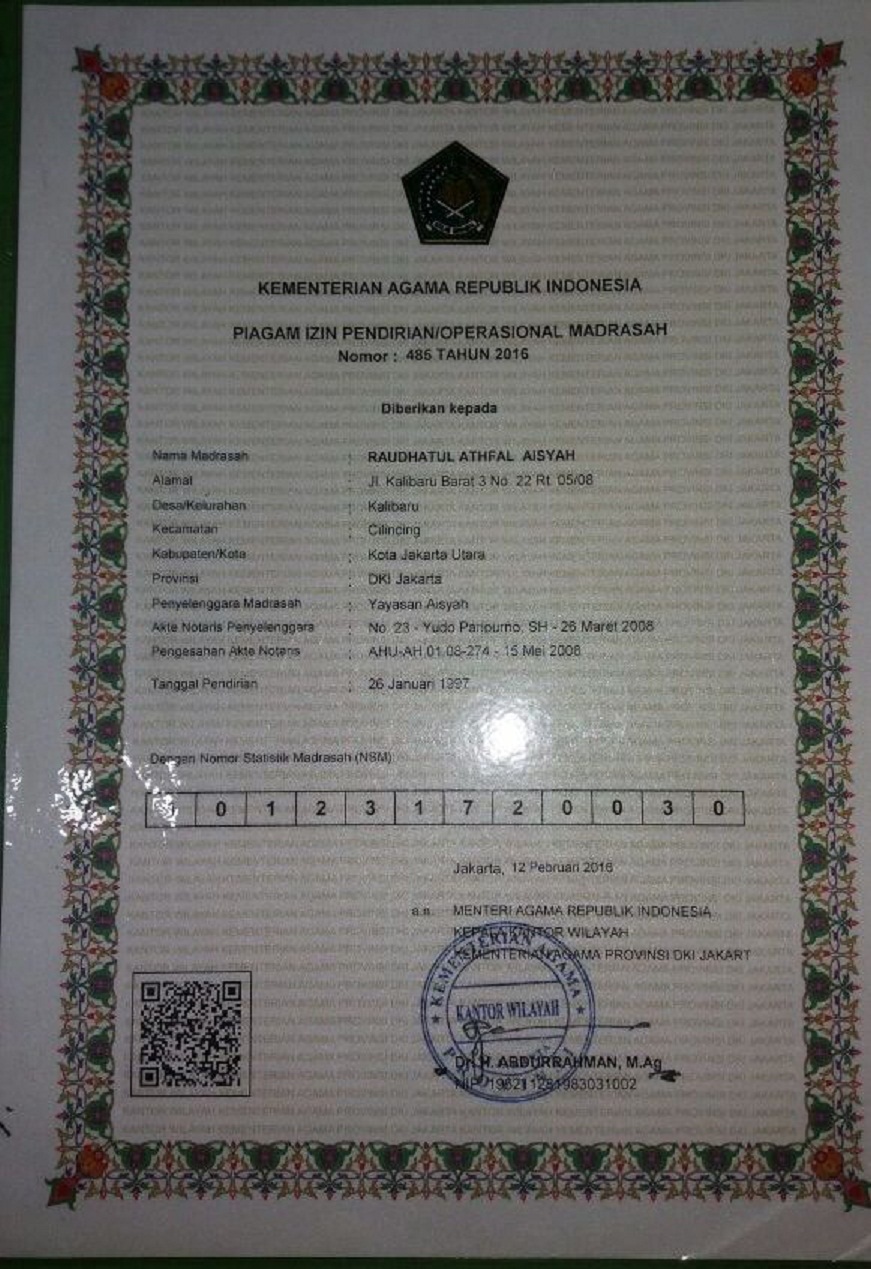 KEMENTERIAN AGAMA REPUBLIK INDONESIA
PIAGAM IZIN PENDIRIAN/OPERASIONAL MADRASAH
Nomor : 485 TAHUN 2016
Diberikan kepada
Nama Madrasah : RAUDHATUL ATHFAL AISYAH
Alamat : Jl. Kalibaru Barat 3 No. 22 Rt. 05/08
Desa/Kelurahan : Kalibaru
Kecamatan : Cilincing
Kabupaten/Kota : Kota Jakarta Utara
Provinsi : DKI Jakarta
Penyelenggara Madrasah : Yayasan Aisyah
Akte Notaris Penyelenggara : No. 23 - Yudo Paripurno, SH - 26 Maret 2008
Pengesahan Akte Notaris : AHU-AH.01.08-274 - 15 Mei 2008
Tanggal Pendirian : 26 Januari 1997
Dengan Nomor Statistik Madrasah (NSM)
0 1 2 3 1 7 2 0 0 3 0
Jakarta, 12 Pebruari 2016
a.n. MENTERI AGAMA REPUBLIK INDONESIA
KEPALA KANTOR WILAYAH
KEMENTERIAN AGAMA PROVINSI DKI JAKART
KEMENTERIAN AGAMA
KANTOR WILAYAH
Dr. H. ABDURRAHMAN, M.Ag
NIP. 196211281983031002